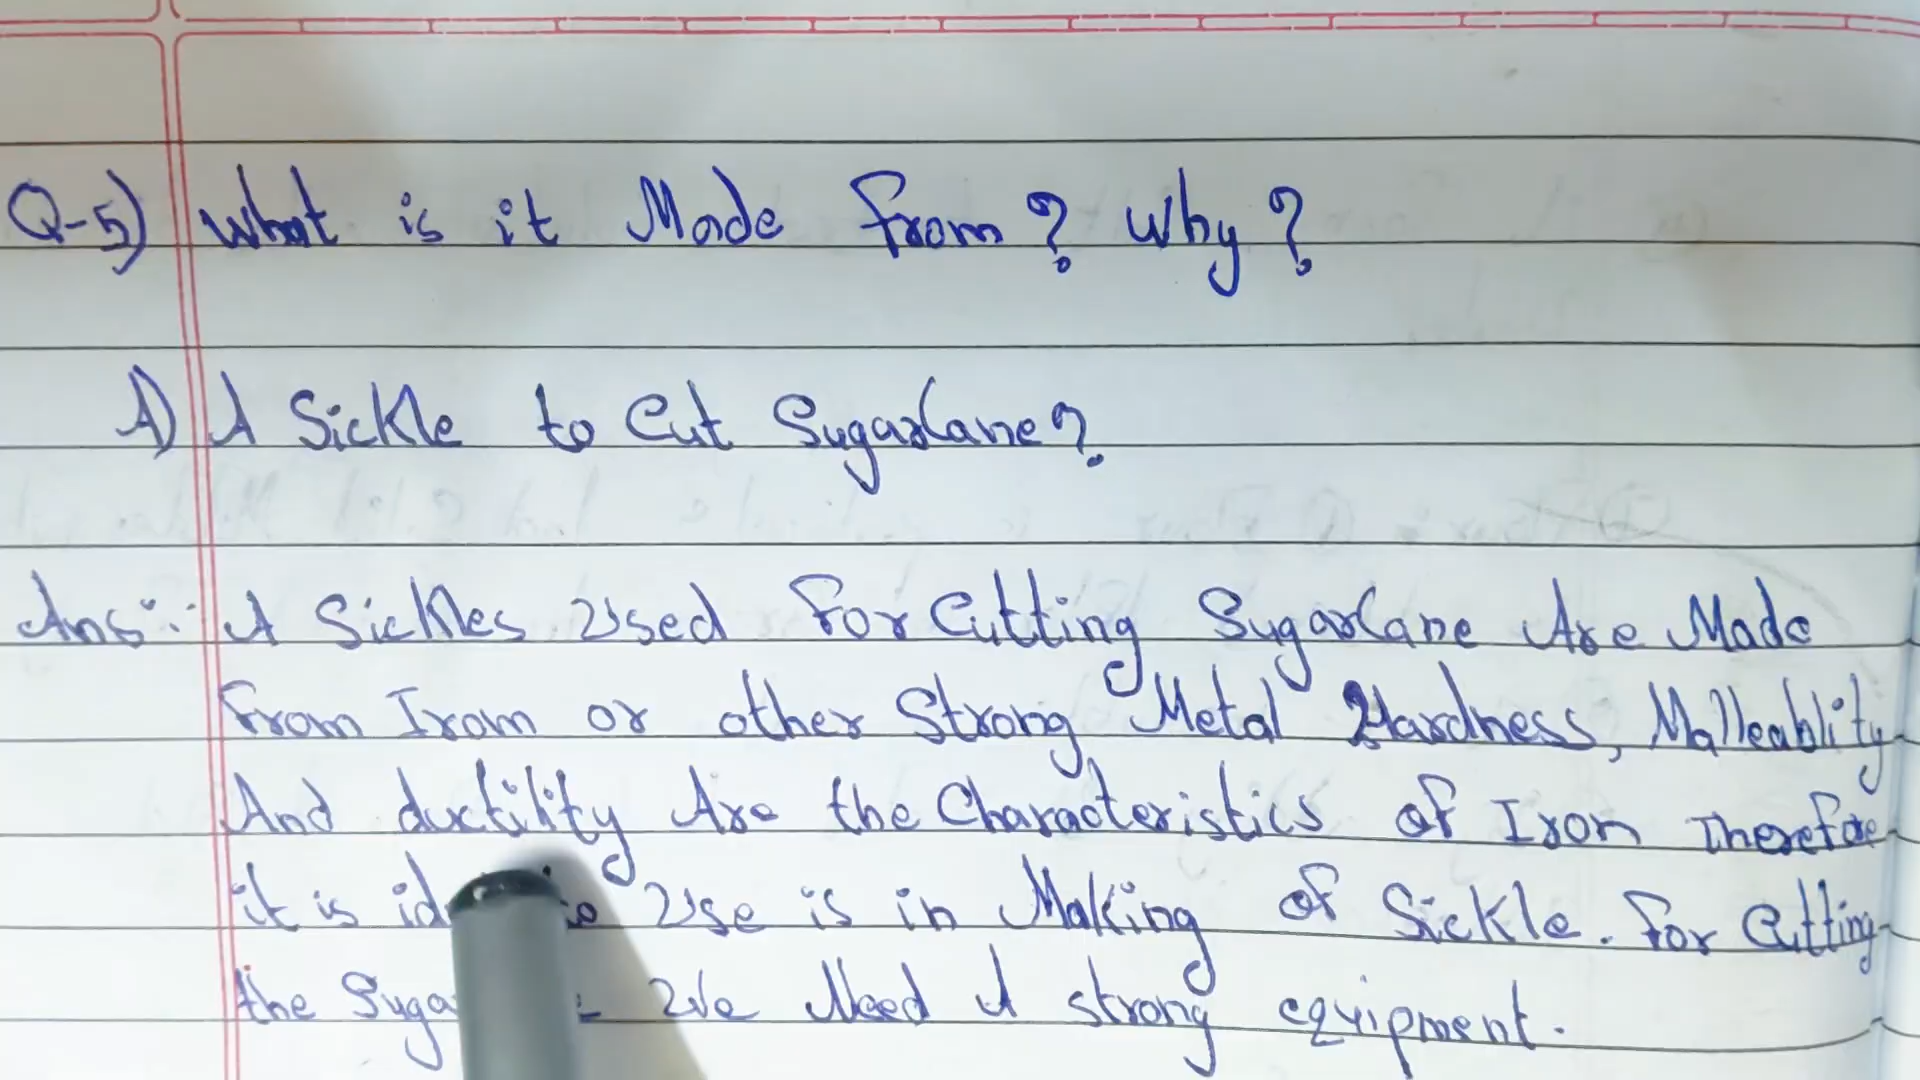 Q-5) What is it Made from? Why?
A) A Sickle to Cut SugarCane?
Ans:- A Sickles Used For Cutting SugarCane Are Made
from Iron or other Strong Metal Hardness, Malleablity
And ductility Are the Characteristics of Iron Therefore
it is Use is in Making of Sickle. For Cutting
the We Need A strong equipment.